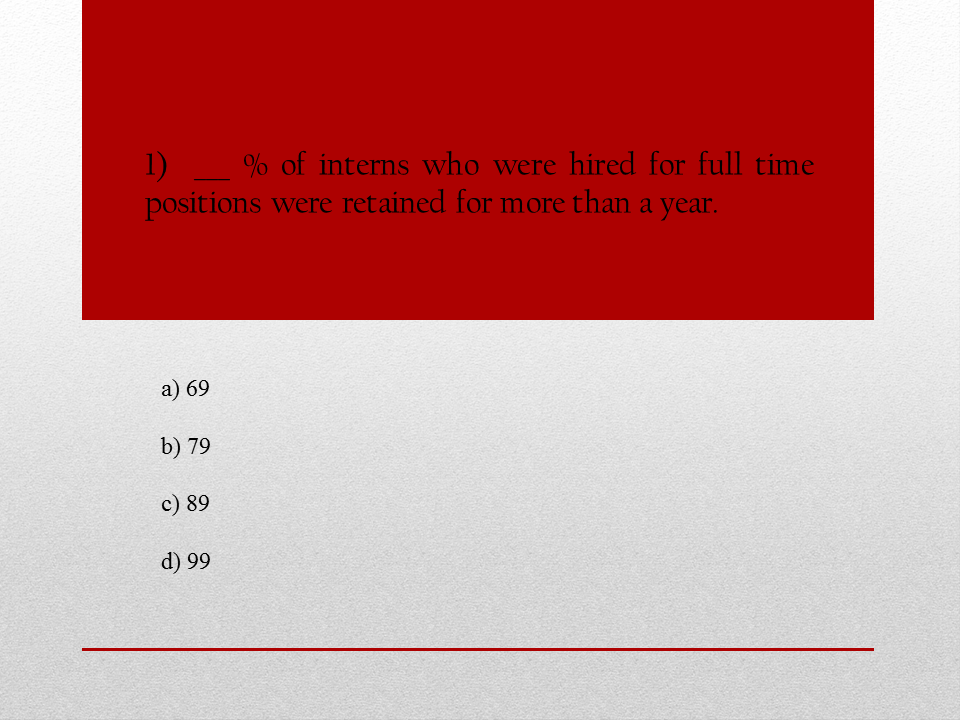 1) __ % of interns who were hired for full time
positions were retained for more than a year.
a) 69
b) 79
c) 89
d) 99